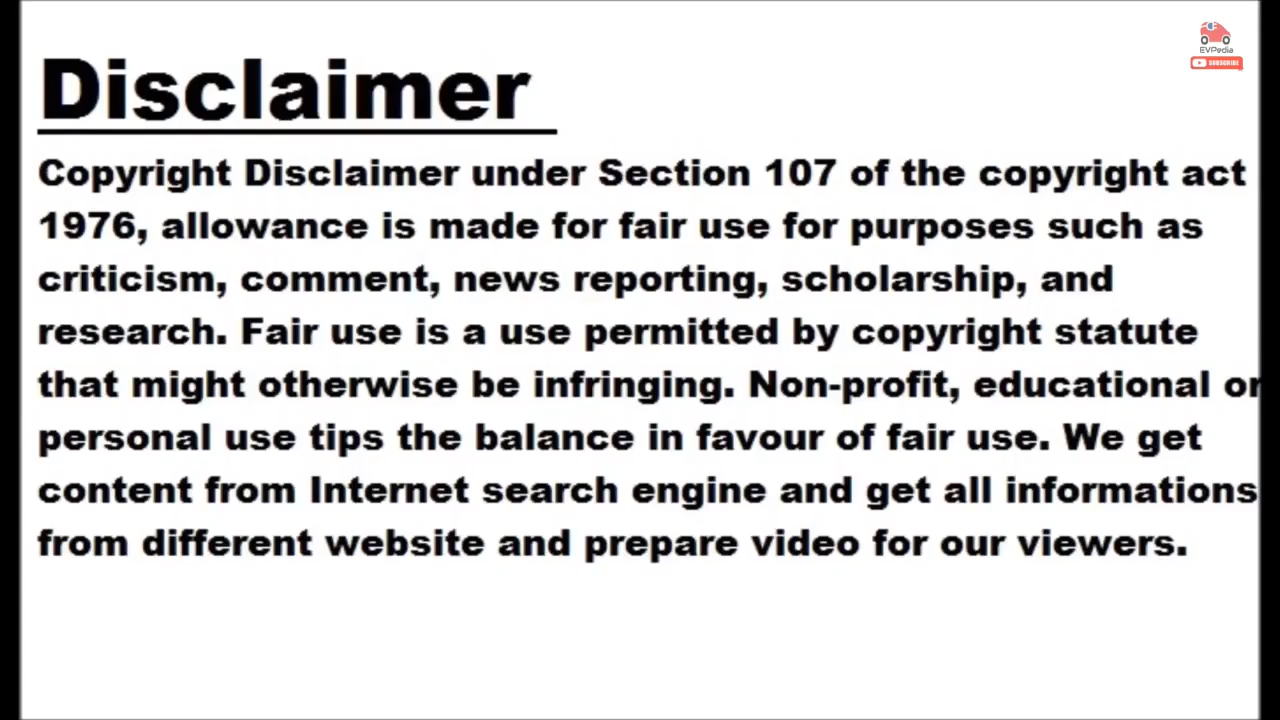 EVPedia
SUBSCRIBE
Disclaimer
Copyright Disclaimer under Section 107 of the copyright act
1976, allowance is made for fair use for purposes such as
criticism, comment, news reporting, scholarship, and
research. Fair use is a use permitted by copyright statute
that might otherwise be infringing. Non-profit, educational or
personal use tips the balance in favour of fair use. We get
content from Internet search engine and get all informations
from different website and prepare video for our viewers.